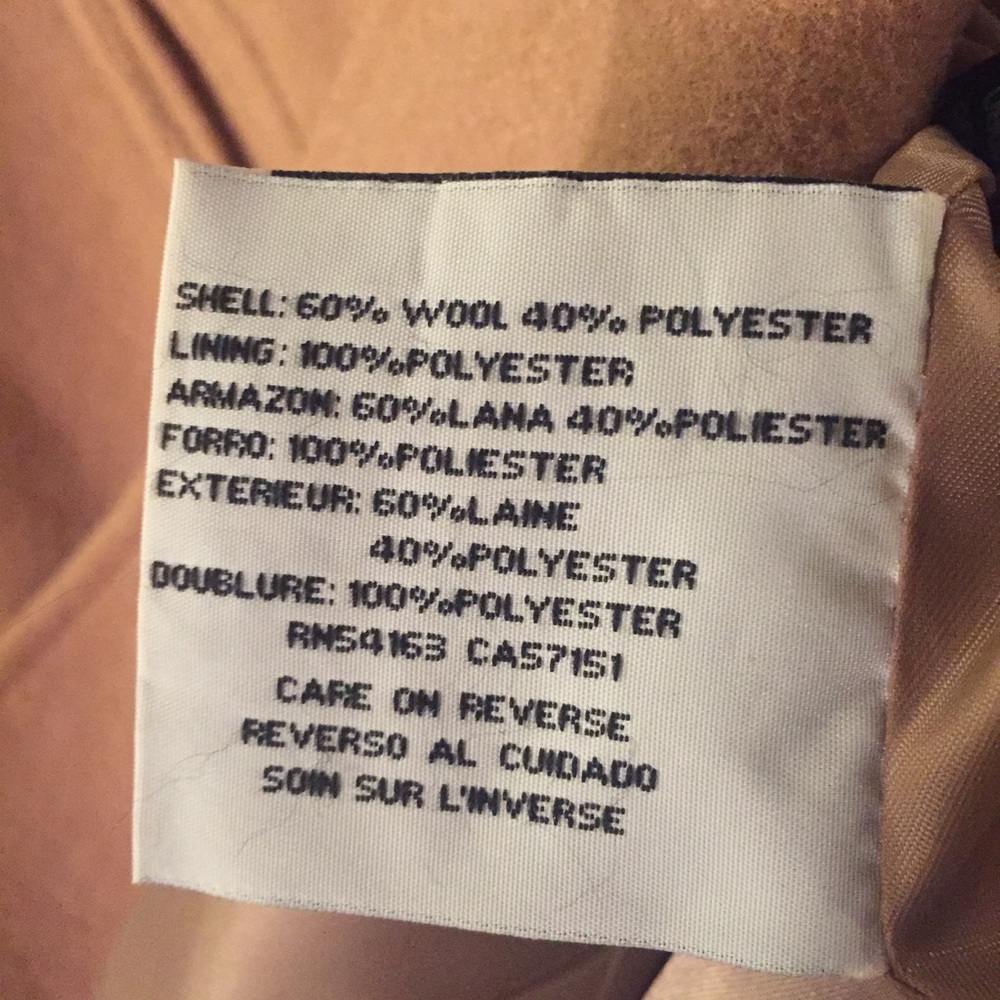 SHELL: 60% WOOL 40% POLYESTER
LINING: 100%POLYESTER
ARMAZON: 60%LANA 40%POLIESTER
FORRO: 100%POLIESTER
EXTERIEUR: 60%LAINE
40%POLYESTER
DOUBLURE: 100%POLYESTER
RN54163 CA57151
CARE ON REVERSE
REVERSO AL CUIDADO
SOIN SUR L'INVERSE